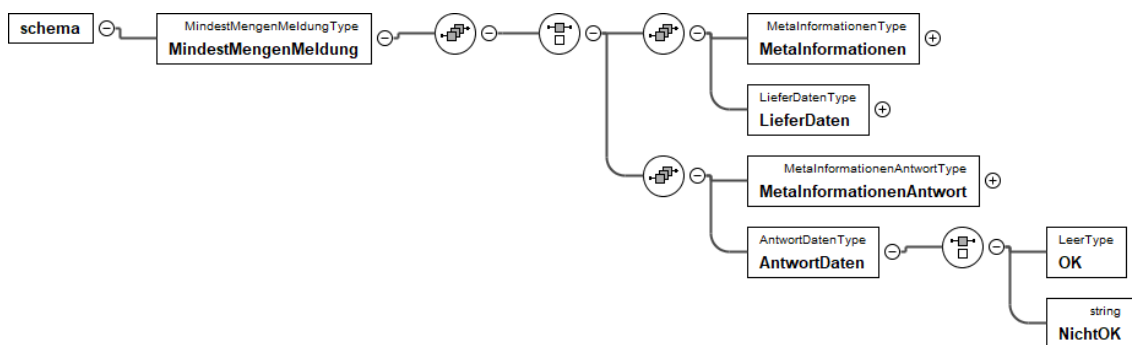 schema
MindestMengenMeldungType
MindestMengenMeldung
MetaInformationenType
MetaInformationen
LieferDatenType
LieferDaten
MetaInformationenAntwortType
MetaInformationenAntwort
AntwortDatenType
AntwortDaten
LeerType
OK
string
NichtOK